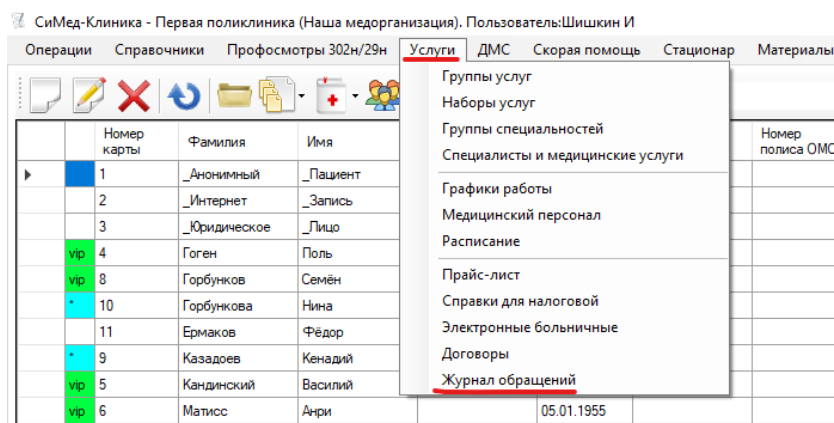 СиМед-Клиника - Первая поликлиника (Наша медорганизация). Пользователь:Шишкин И
Операции Справочники Профосмотры 302н/29н Услуги ДМС Скорая помощь Стационар Материалы
Группы услуг
Наборы услуг
Группы специальностей
Специалисты и медицинские услуги
Графики работы
Медицинский персонал
Расписание
Прайс-лист
Справки для налоговой
Электронные больничные
Договоры
Журнал обращений
Номер карты Фамилия Имя Номер полиса ОМС
1 _Анонимный _Пациент
2 _Интернет _Запись
3 _Юридическое _Лицо
vip 4 Гоген Поль
vip 8 Горбунков Семён
* 10 Горбункова Нина
11 Ермаков Фёдор
* 9 Казадоев Кенадий
vip 5 Кандинский Василий
vip 6 Матисс Анри 05.01.1955